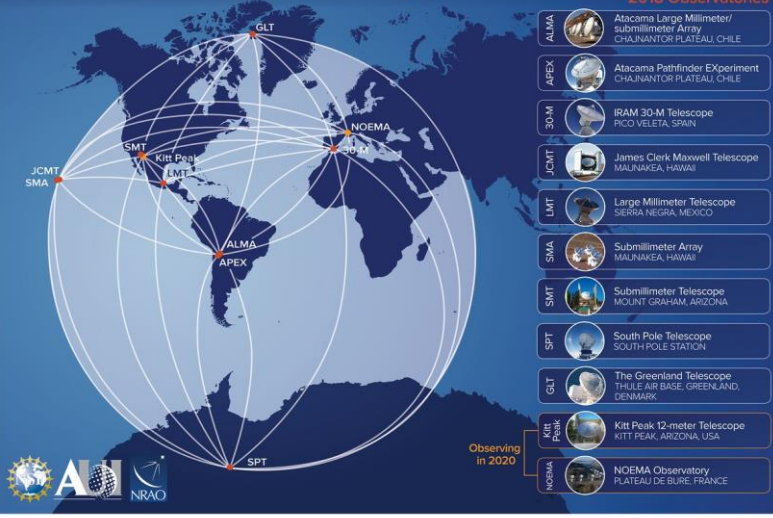 2018 Observatories
GLT
NOEMA
30-M
SMT
Kitt Peak
LMT
JCMT
SMA
ALMA
APEX
SPT
ALMA
Atacama Large Millimeter/
submillimeter Array
CHAJNANTOR PLATEAU, CHILE
APEX
Atacama Pathfinder EXperiment
CHAJNANTOR PLATEAU, CHILE
30-M
IRAM 30-M Telescope
PICO VELETA, SPAIN
JCMT
James Clerk Maxwell Telescope
MAUNAKEA, HAWAII
LMT
Large Millimeter Telescope
SIERRA NEGRA, MEXICO
SMA
Submillimeter Array
MAUNAKEA, HAWAII
SMT
Submillimeter Telescope
MOUNT GRAHAM, ARIZONA
SPT
South Pole Telescope
SOUTH POLE STATION
GLT
The Greenland Telescope
THULE AIR BASE, GREENLAND,
DENMARK
Observing
in 2020
Kitt
Peak
Kitt Peak 12-meter Telescope
KITT PEAK, ARIZONA, USA
NOEMA
NOEMA Observatory
PLATEAU DE BURE, FRANCE
NSF
AUI
NRAO